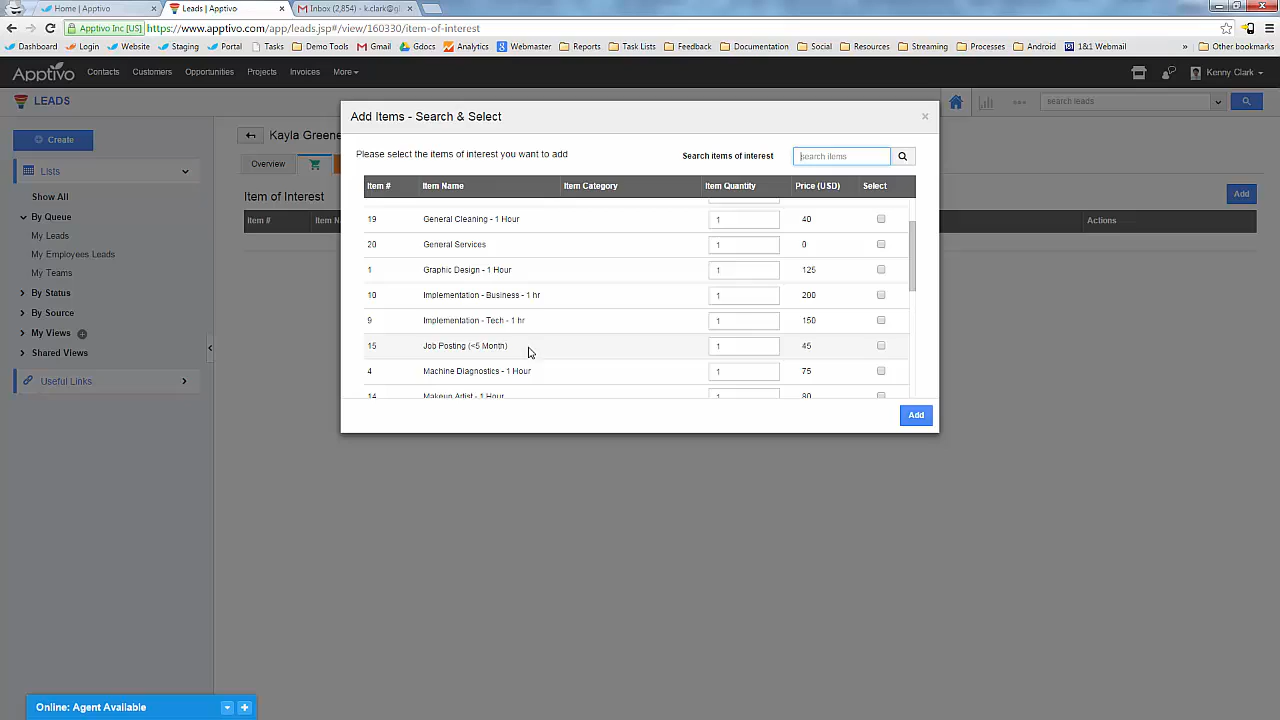 Home | Apptivo
Leads | Apptivo
Inbox (2,854) - k.clark@gl
Apptivo Inc [US]
https://www.apptivo.com/app/leads.jsp#/view/160330/item-of-interest
Dashboard
Login
Website
Staging
Portal
Tasks
Demo Tools
Gmail
Gdocs
Analytics
Webmaster
Reports
Task Lists
Feedback
Documentation
Social
Resources
Streaming
Processes
Android
1&1 Webmail
»
Other bookmarks
Apptivo
Contacts
Customers
Opportunities
Projects
Invoices
More
Kenny Clark
LEADS
search leads
Create
Lists
Show All
By Queue
My Leads
My Employees Leads
My Teams
By Status
By Source
My Views
Shared Views
Useful Links
Kayla Greene
Overview
Item of Interest
Add
Item #
Item N
Actions
Add Items - Search & Select
×
Please select the items of interest you want to add
Search items of interest
search items
Item # Item Name Item Category Item Quantity Price (USD) Select
19 General Cleaning - 1 Hour 1 40
20 General Services 1 0
1 Graphic Design - 1 Hour 1 125
10 Implementation - Business - 1 hr 1 200
9 Implementation - Tech - 1 hr 1 150
15 Job Posting (<5 Month) 1 45
4 Machine Diagnostics - 1 Hour 1 75
14 Makeup Artist - 1 Hour 1 80
Add
Online: Agent Available